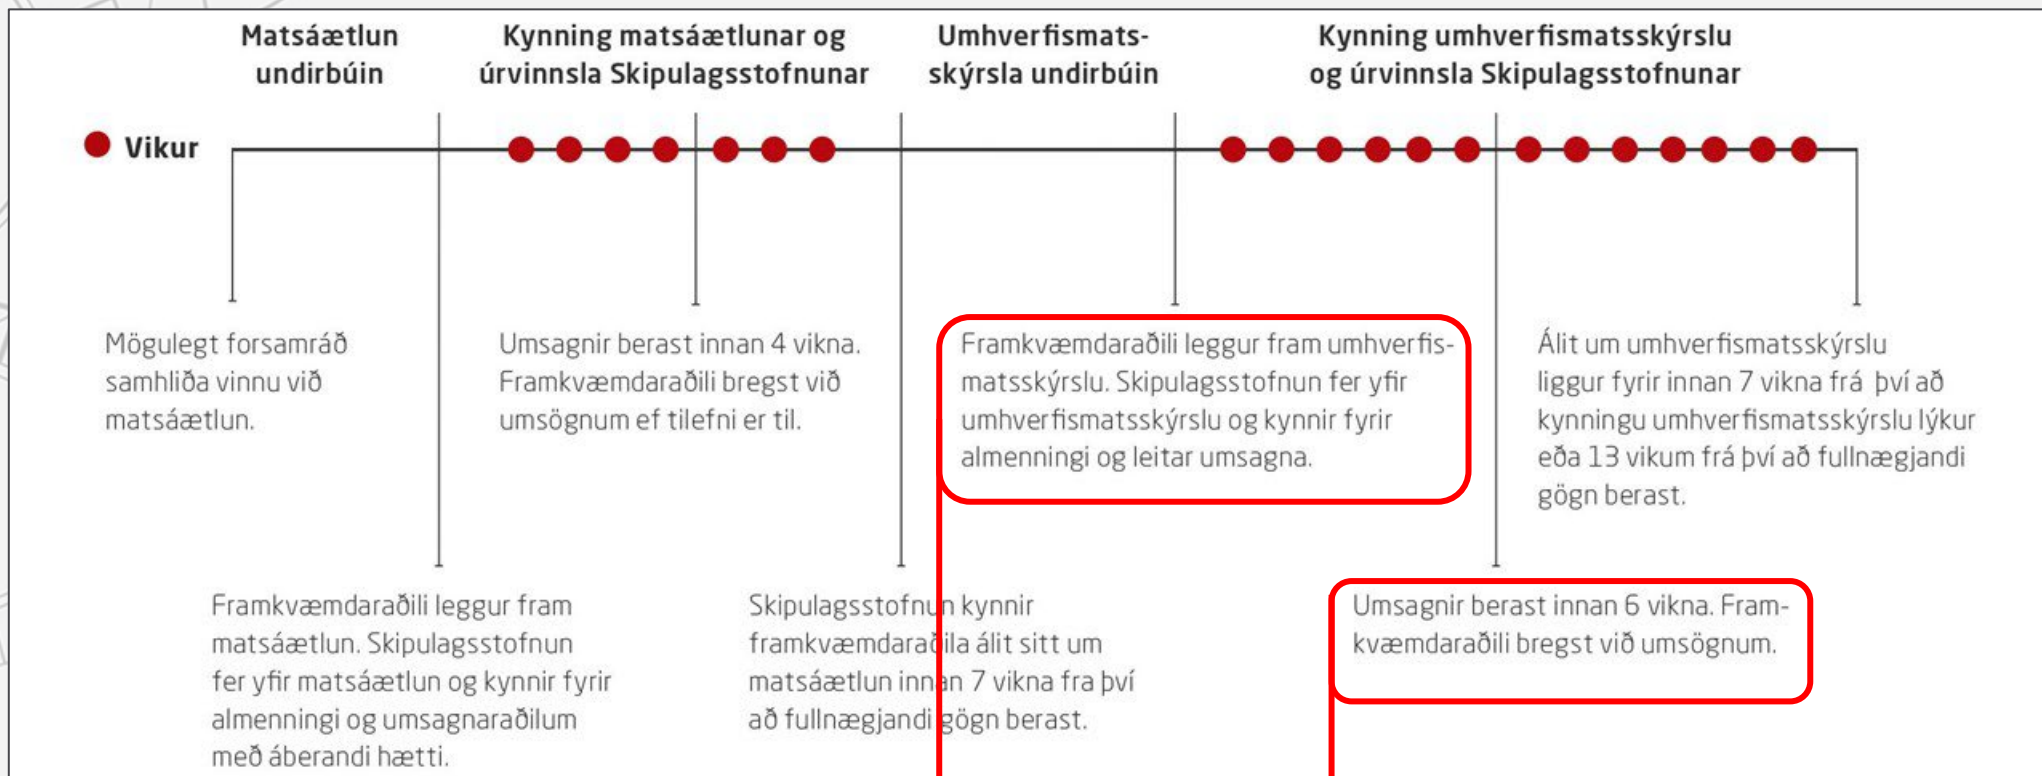 Matsáætlun
undirbúin
Kynning matsáætlunar og
úrvinnsla Skipulagsstofnunar
Umhverfismats-
skýrsla undirbúin
Kynning umhverfismatsskýrslu
og úrvinnsla Skipulagsstofnunar
Vikur
Mögulegt forsamráð
samhliða vinnu við
matsáætlun.
Umsagnir berast innan 4 vikna.
Framkvæmdaraðili bregst við
umsögnum ef tilefni er til.
Framkvæmdaraðili leggur fram umhverfis-
matsskýrslu. Skipulagsstofnun fer yfir
umhverfismatsskýrslu og kynnir fyrir
almenningi og leitar umsagna.
Álit um umhverfismatsskýrslu
liggur fyrir innan 7 vikna frá því að
kynningu umhverfismatsskýrslu lýkur
eða 13 vikum frá því að fullnægjandi
gögn berast.
Framkvæmdaraðili leggur fram
matsáætlun. Skipulagsstofnun
fer yfir matsáætlun og kynnir fyrir
almenningi og umsagnaraðilum
með áberandi hætti.
Skipulagsstofnun kynnir
framkvæmdaraðila álit sitt um
matsáætlun innan 7 vikna fra því
að fullnægjandi gögn berast.
Umsagnir berast innan 6 vikna. Fram-
kvæmdaraðili bregst við umsögnum.